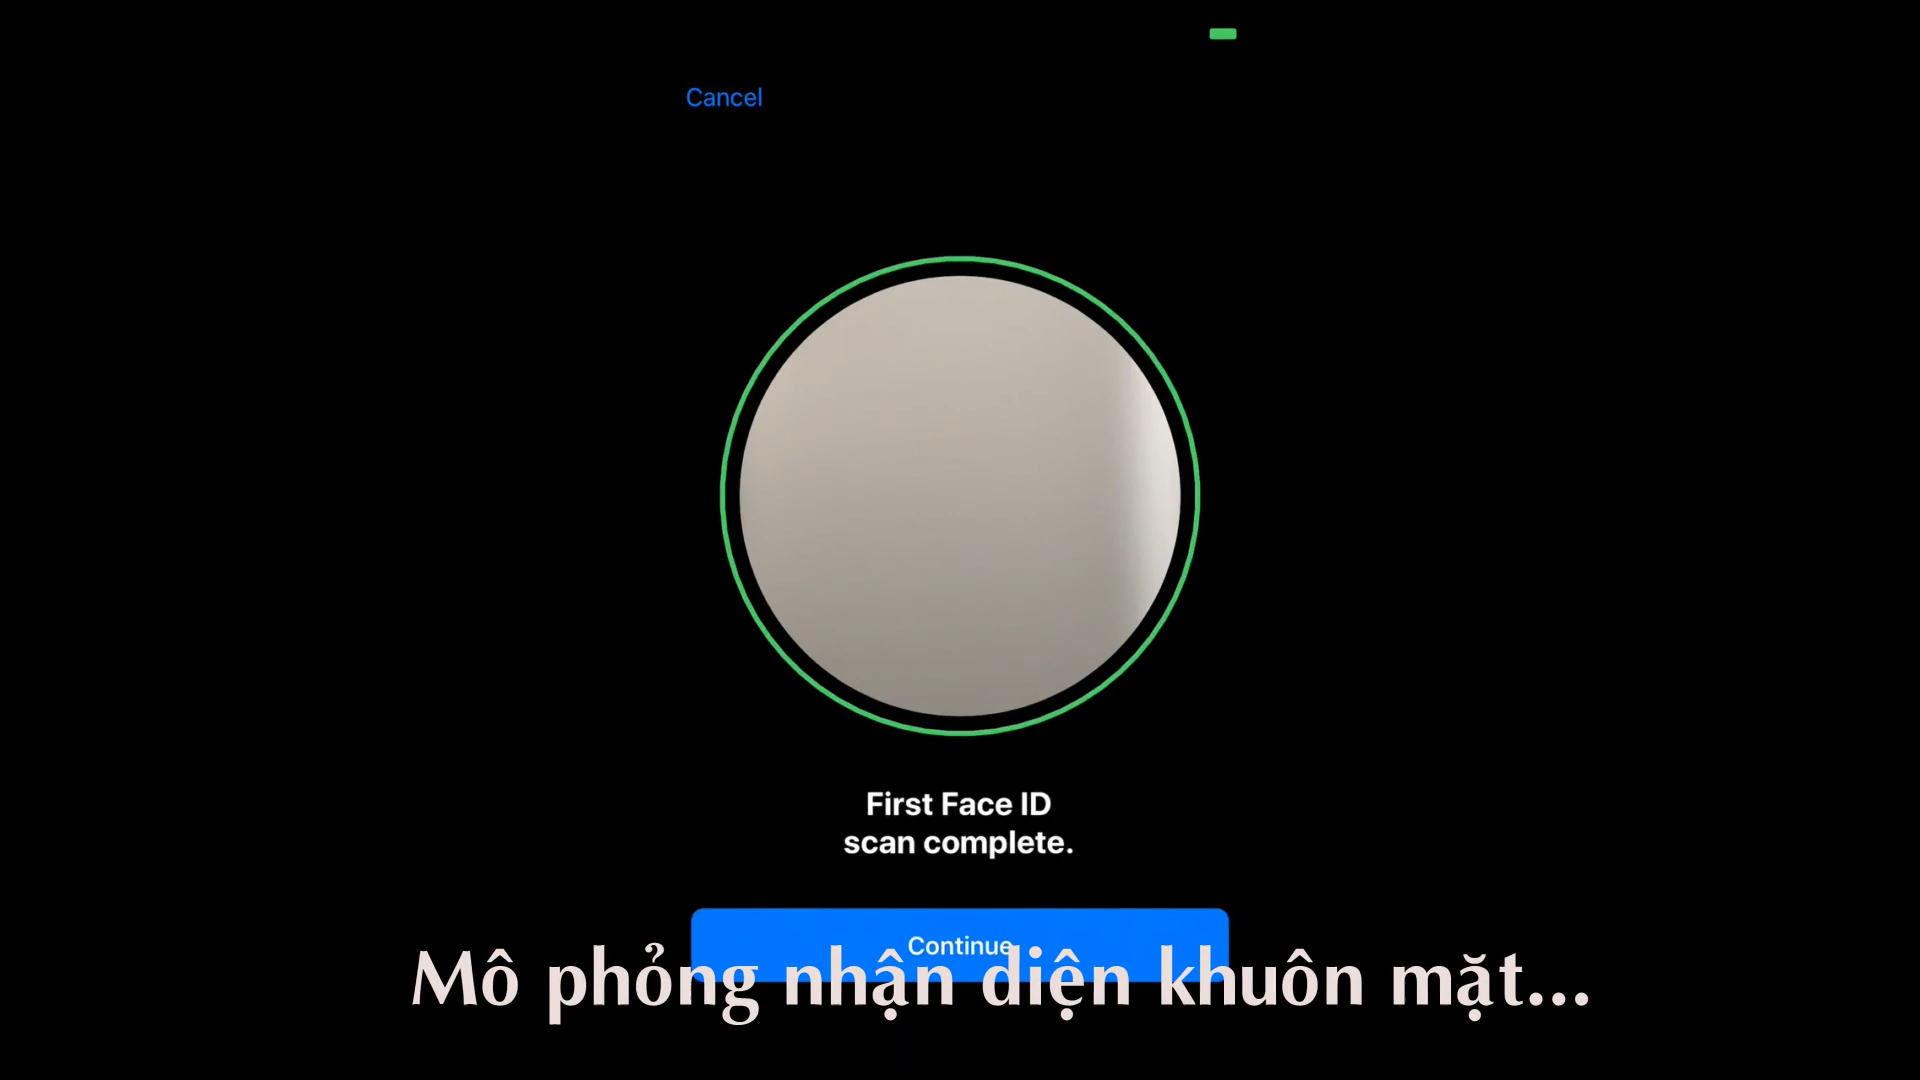 Cancel
First Face ID
scan complete.
Continue
Mô phỏng nhận diện khuôn mặt...